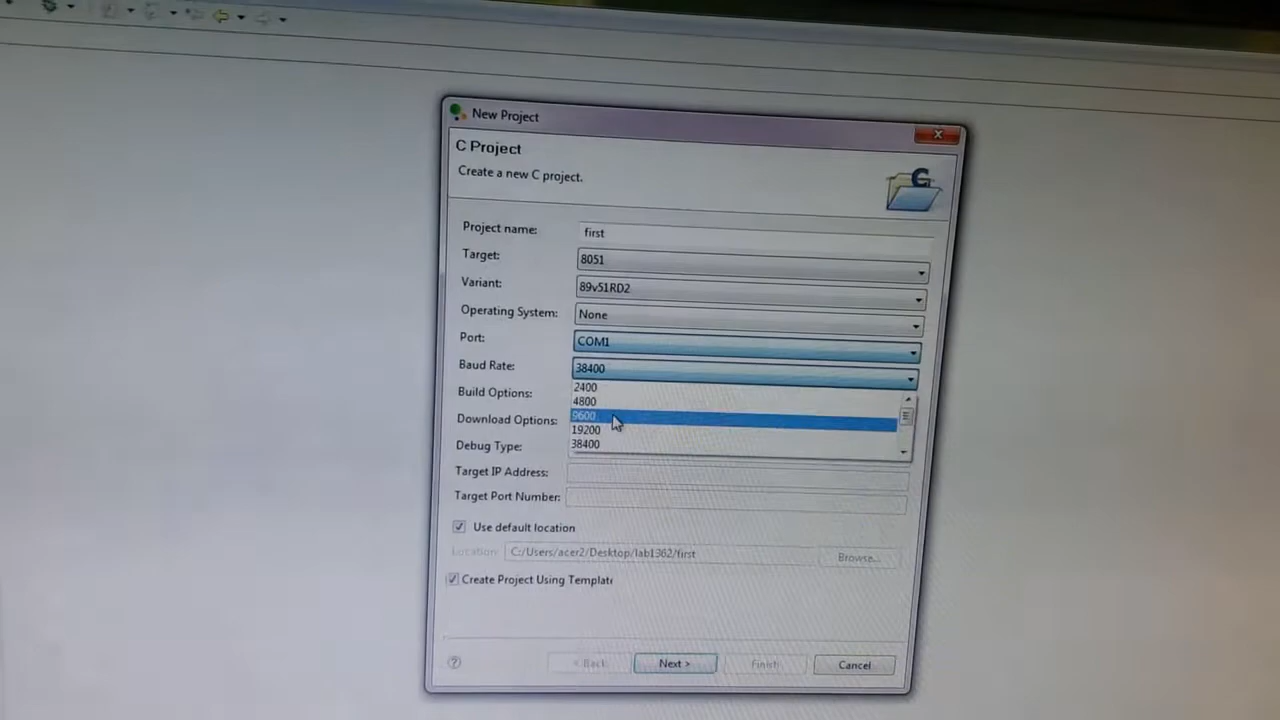 New Project
C Project
Create a new C project.
Project name: first
Target: 8051
Variant: 89v51RD2
Operating System: None
Port: COM1
Baud Rate: 38400
2400
Build Options:
4800
9600
Download Options:
19200
38400
Debug Type:
Target IP Address:
Target Port Number:
Use default location
Location: C:/Users/acer2/Desktop/lab1362/first Browse...
Create Project Using Template
< Back Next > Finish Cancel